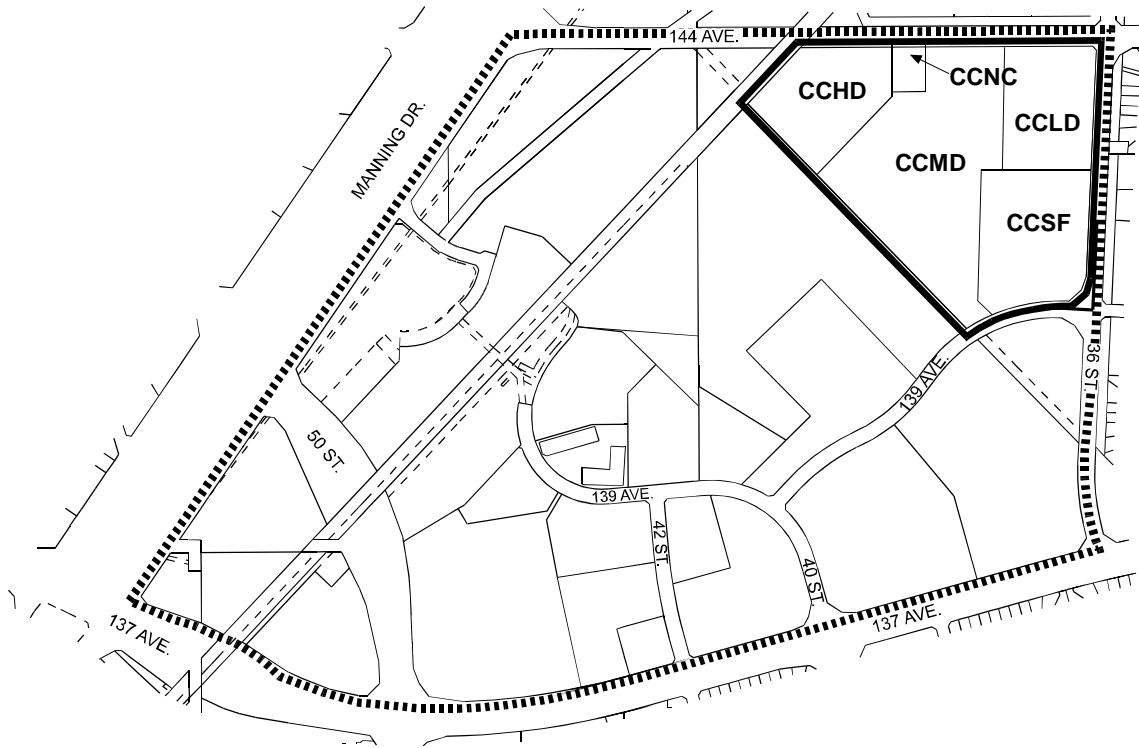 144 AVE.
CCHD
CCNC
CCLD
MANNING DR.
CCMD
CCSF
36 ST.
139 AVE.
50 ST.
139 AVE.
42 ST.
40 ST.
137 AVE.
137 AVE.